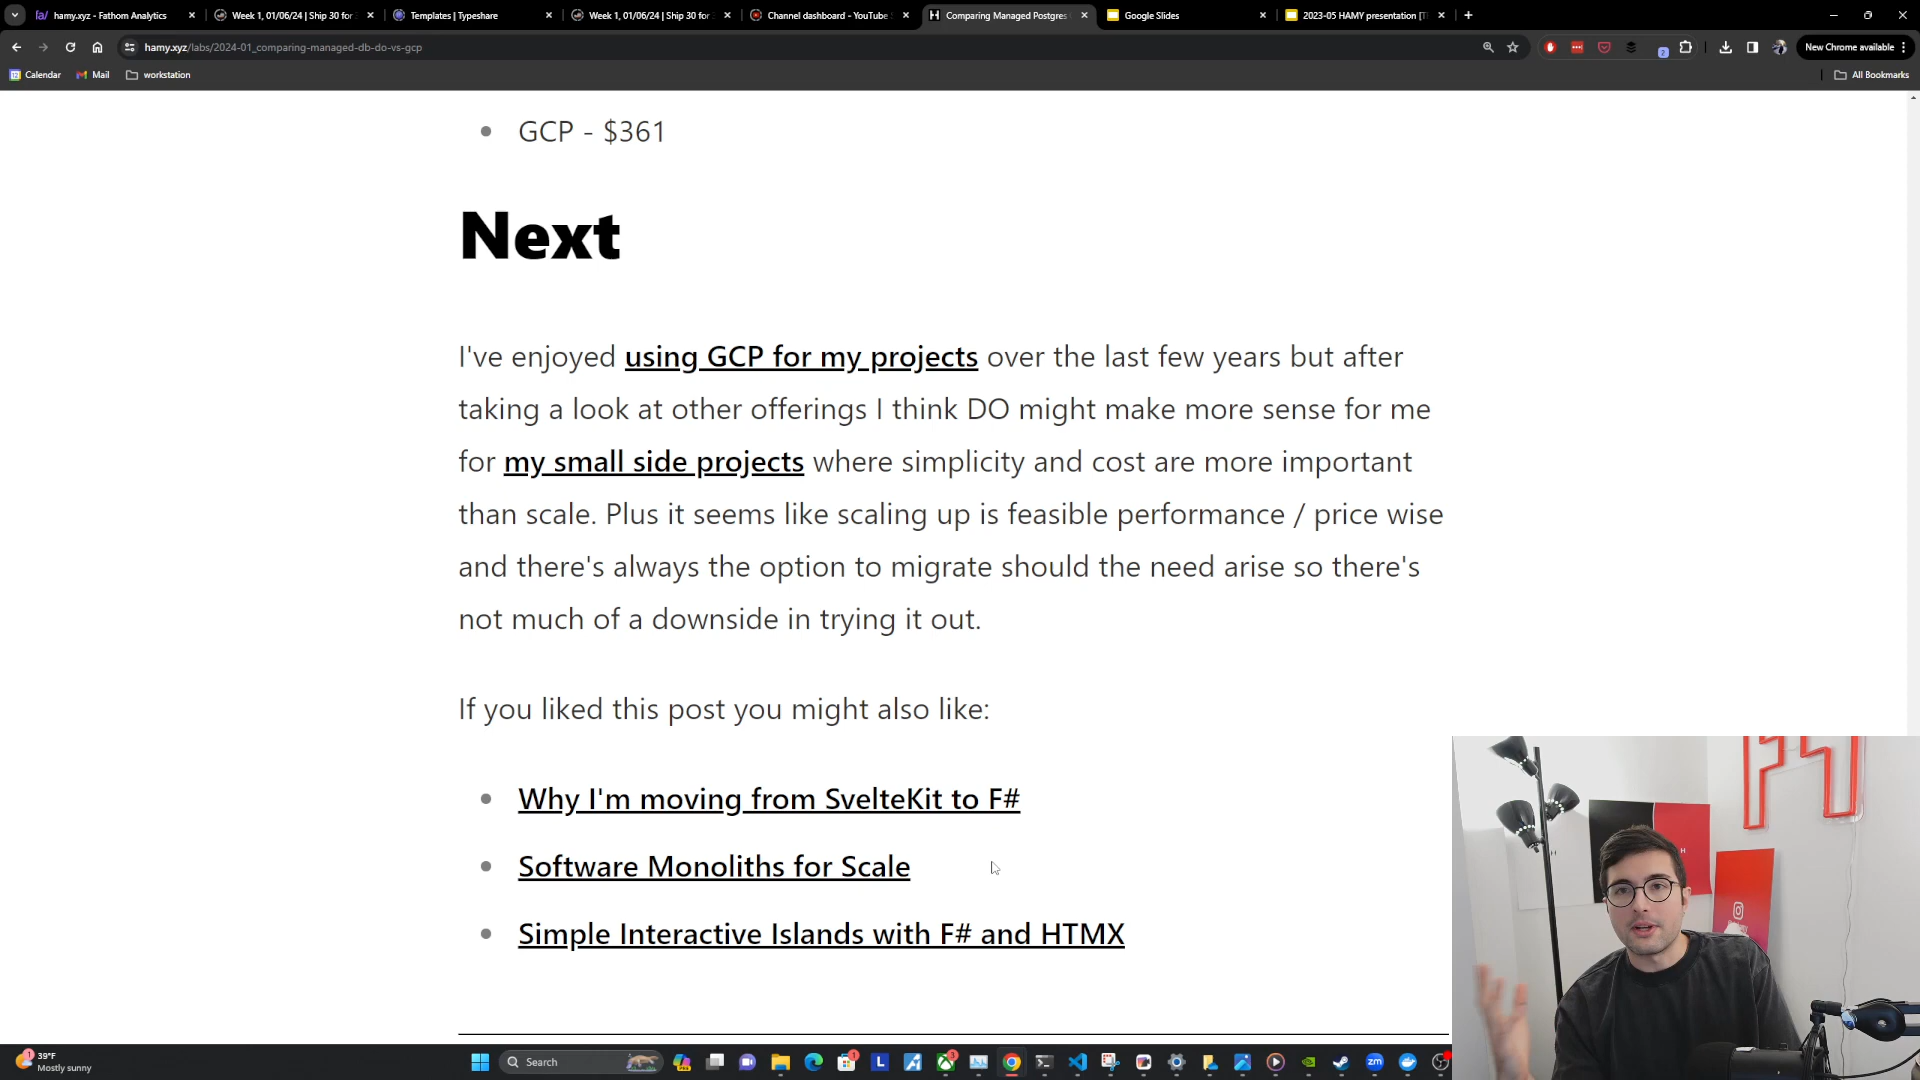 hamy.xyz - Fathom Analytics
Week 1, 01/06/24 | Ship 30 for
Templates | Typeshare
Week 1, 01/06/24 | Ship 30 for
Channel dashboard - YouTube
Comparing Managed Postgres
Google Slides
2023-05 HAMY presentation [T
hamy.xyz/labs/2024-01_comparing-managed-db-do-vs-gcp
New Chrome available
Calendar
Mail
workstation
All Bookmarks
GCP - $361
Next
I've enjoyed using GCP for my projects over the last few years but after
taking a look at other offerings I think DO might make more sense for me
for my small side projects where simplicity and cost are more important
than scale. Plus it seems like scaling up is feasible performance / price wise
and there's always the option to migrate should the need arise so there's
not much of a downside in trying it out.
If you liked this post you might also like:
Why I'm moving from SvelteKit to F#
Software Monoliths for Scale
Simple Interactive Islands with F# and HTMX
39°F
Mostly sunny
Search